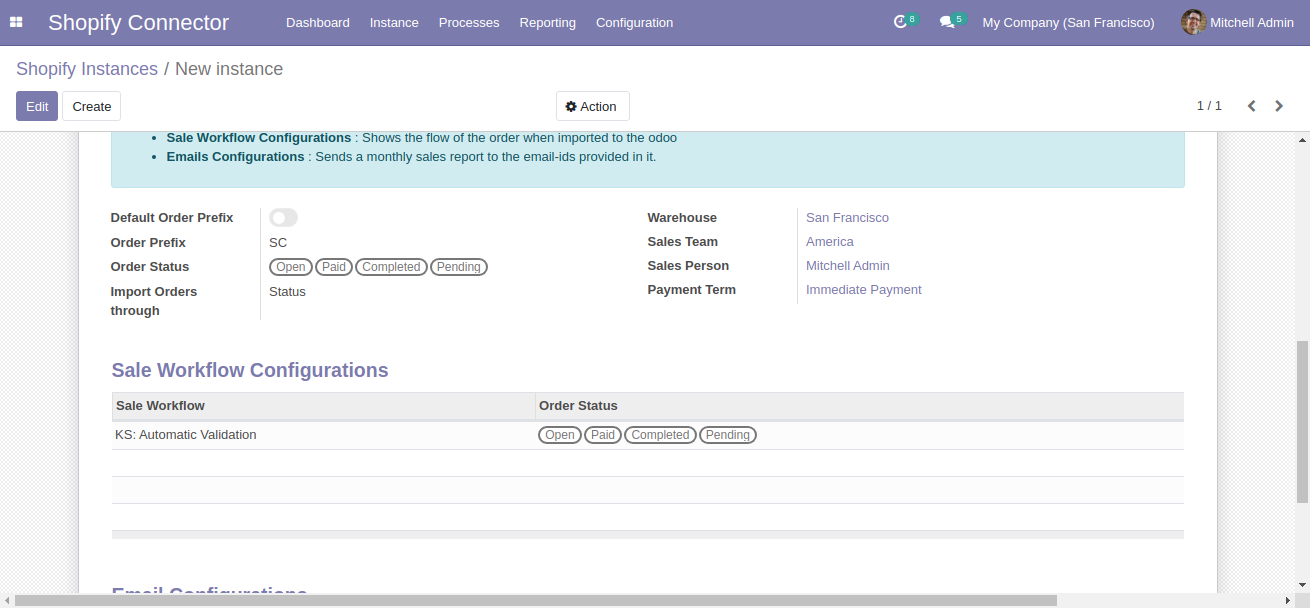 Shopify Connector Dashboard Instance Processes Reporting Configuration 8 5 My Company (San Francisco) Mitchell Admin
Shopify Instances / New instance
Edit Create Action 1 / 1
• Sale Workflow Configurations : Shows the flow of the order when imported to the odoo
• Emails Configurations : Sends a monthly sales report to the email-ids provided in it.
Default Order Prefix
Order Prefix SC
Order Status Open Paid Completed Pending
Import Orders through Status
Warehouse San Francisco
Sales Team America
Sales Person Mitchell Admin
Payment Term Immediate Payment
Sale Workflow Configurations
Sale Workflow Order Status
KS: Automatic Validation Open Paid Completed Pending
Email Configurations